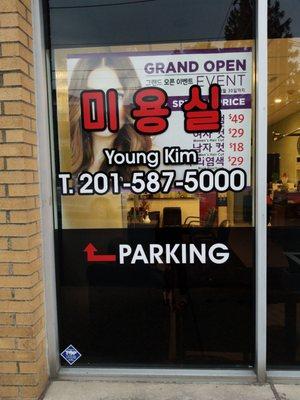 GRAND OPEN
그랜드 오픈 이벤트 EVENT
미용실
$49
$29
남자 컷 $18
$29
Young Kim
T. 201-587-5000
PARKING